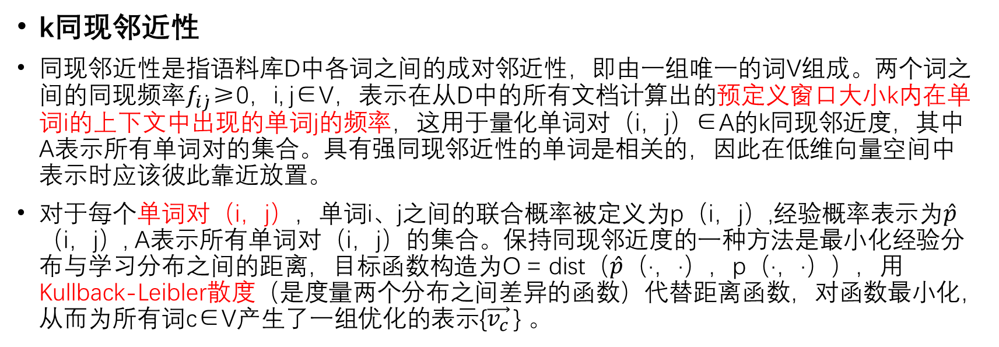 • k同现邻近性
• 同现邻近性是指语料库D中各词之间的成对邻近性，即由一组唯一的词V组成。两个词之
间的同现频率f_{ij}⩾0，i,j∈V，表示在从D中的所有文档计算出的预定义窗口大小k内在单
词i的上下文中出现的单词j的频率，这用于量化单词对（i，j）∈A的k同现邻近度，其中
A表示所有单词对的集合。具有强同现邻近性的单词是相关的，因此在低维向量空间中
表示时应该彼此靠近放置。
• 对于每个单词对（i，j），单词i、j之间的联合概率被定义为p（i，j）,经验概率表示为p̂
（i，j）, A表示所有单词对（i，j）的集合。保持同现邻近度的一种方法是最小化经验分
布与学习分布之间的距离，目标函数构造为O = dist（p̂（·，·），p（·，·）），用
Kullback-Leibler散度（是度量两个分布之间差异的函数）代替距离函数，对函数最小化，
从而为所有词c∈V产生了一组优化的表示{\overrightarrow{v_c}} 。